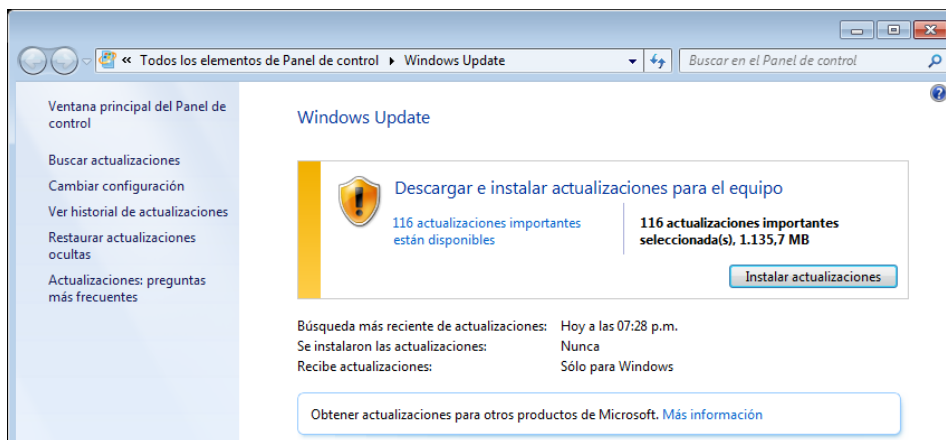 « Todos los elementos de Panel de control ▸ Windows Update
Buscar en el Panel de control
Ventana principal del Panel de
control
Buscar actualizaciones
Cambiar configuración
Ver historial de actualizaciones
Restaurar actualizaciones
ocultas
Actualizaciones: preguntas
más frecuentes
Windows Update
Descargar e instalar actualizaciones para el equipo
116 actualizaciones importantes
están disponibles
116 actualizaciones importantes
seleccionada(s), 1.135,7 MB
Instalar actualizaciones
Búsqueda más reciente de actualizaciones: Hoy a las 07:28 p.m.
Se instalaron las actualizaciones: Nunca
Recibe actualizaciones: Sólo para Windows
Obtener actualizaciones para otros productos de Microsoft. Más información